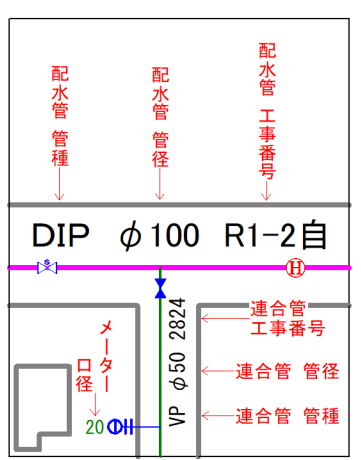 配水管 管種
配水管 管径
配水管 工事番号
DIP φ100 R1-2自
S
H
連合管
工事番号
連合管 管径
連合管 管種
VP φ50 2824
メーター
口径
20